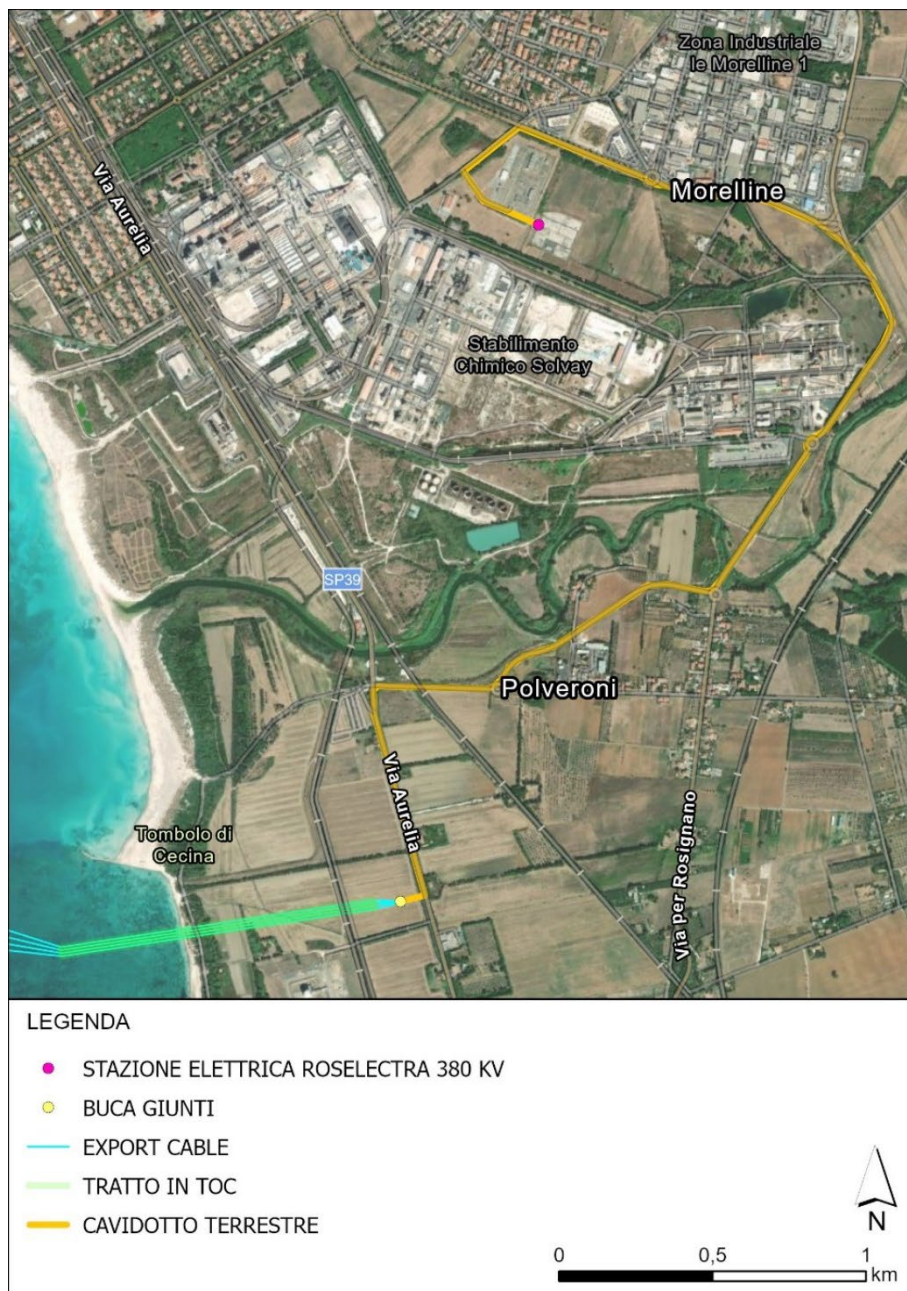 Zona Industriale
le Morelline 1
Via Aurelia
Morelline
Stabilimento
Chimico Solvay
SP39
Polveroni
Via Aurelia
Tombolo di
Cecina
Via per Rosignano
LEGENDA
STAZIONE ELETTRICA ROSELECTRA 380 KV
BUCA GIUNTI
EXPORT CABLE
TRATTO IN TOC
CAVIDOTTO TERRESTRE
N
0 0,5 1
km